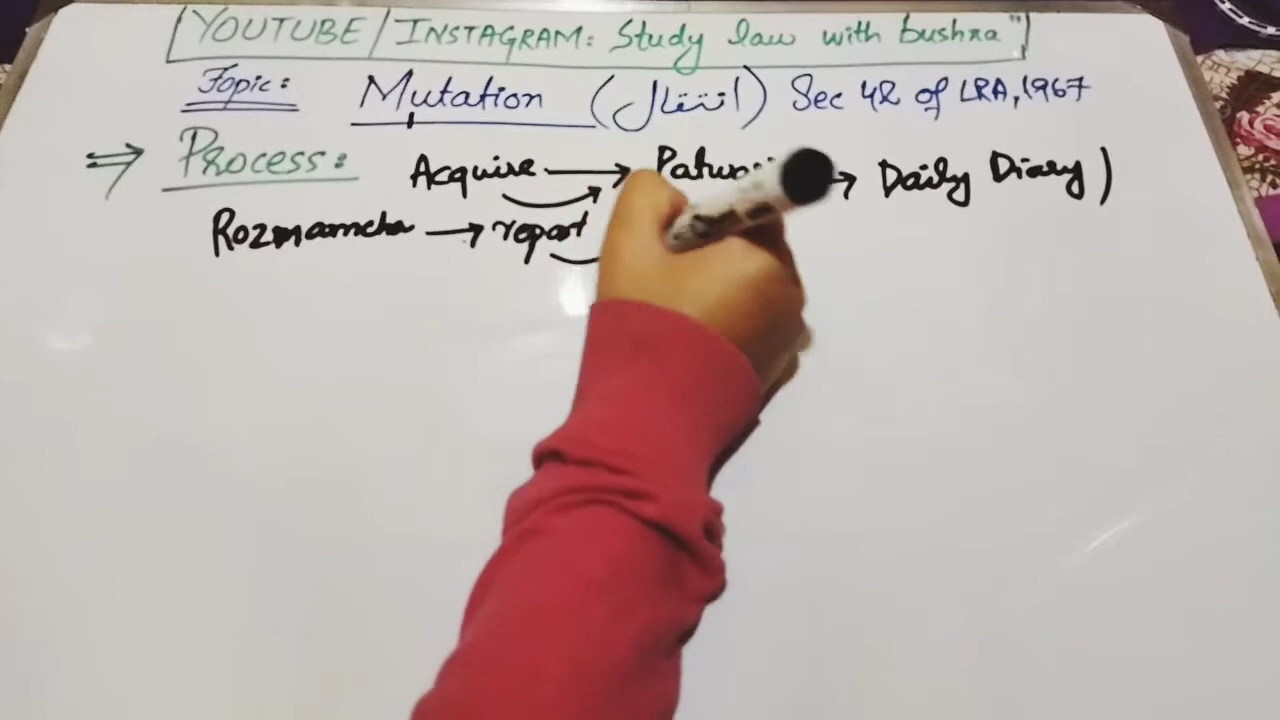 YOUTUBE/INSTAGRAM: Study law with bushra"
Topic: Mutation (انتقال) Sec 42 of LRA, 1967
⇒ Process: Acquire → → Daily Diary)
Rozmamcha → report